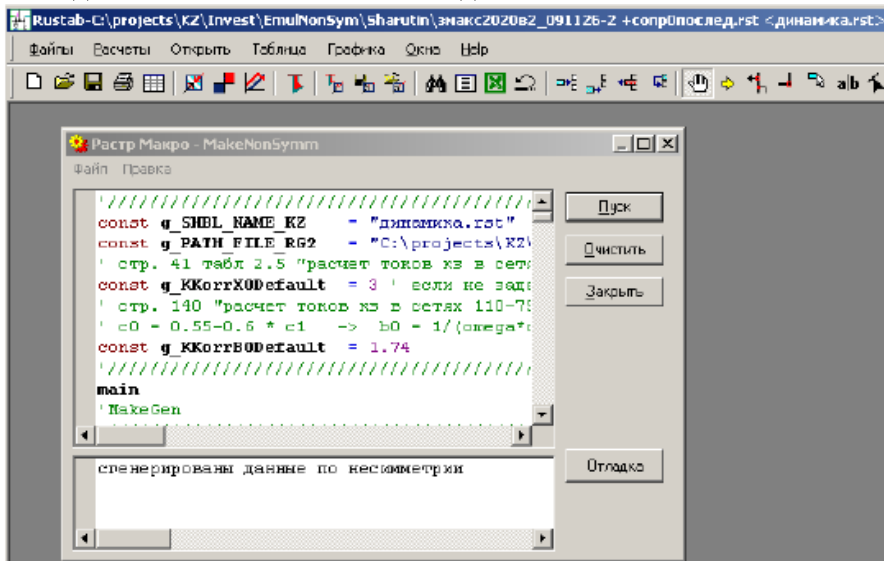 Rustab-C:\projects\KZ\Invest\EmulNonSym\Sharutin\эмакс2020в2_091126-2 +сопр0послед.rst <динамика.rst>
Файлы Расчеты Открыть Таблица Графика Окна Help
a|b
Растр Макро - MakeNonSymm
Файл Правка
'//////////////////////////////////////////
const g_SHBL_NAME_KZ = "динамика.rst"
const g_PATH_FILE_RG2 = "C:\projects\KZ\
' стр. 41 табл 2.5 "расчет токов кз в сет
const g_KKorrX0Default = 3 ' если не зада
' стр. 140 "расчет токов кз в сетях 110-75
' c0 = 0.55-0.6 * c1 -> b0 = 1/(omega*c
const g_KKorrB0Default = 1.74
'//////////////////////////////////////////
main
'MakeGen
Пуск
Очистить
Закрыть
сгенерированы данные по несимметрии
Отладка